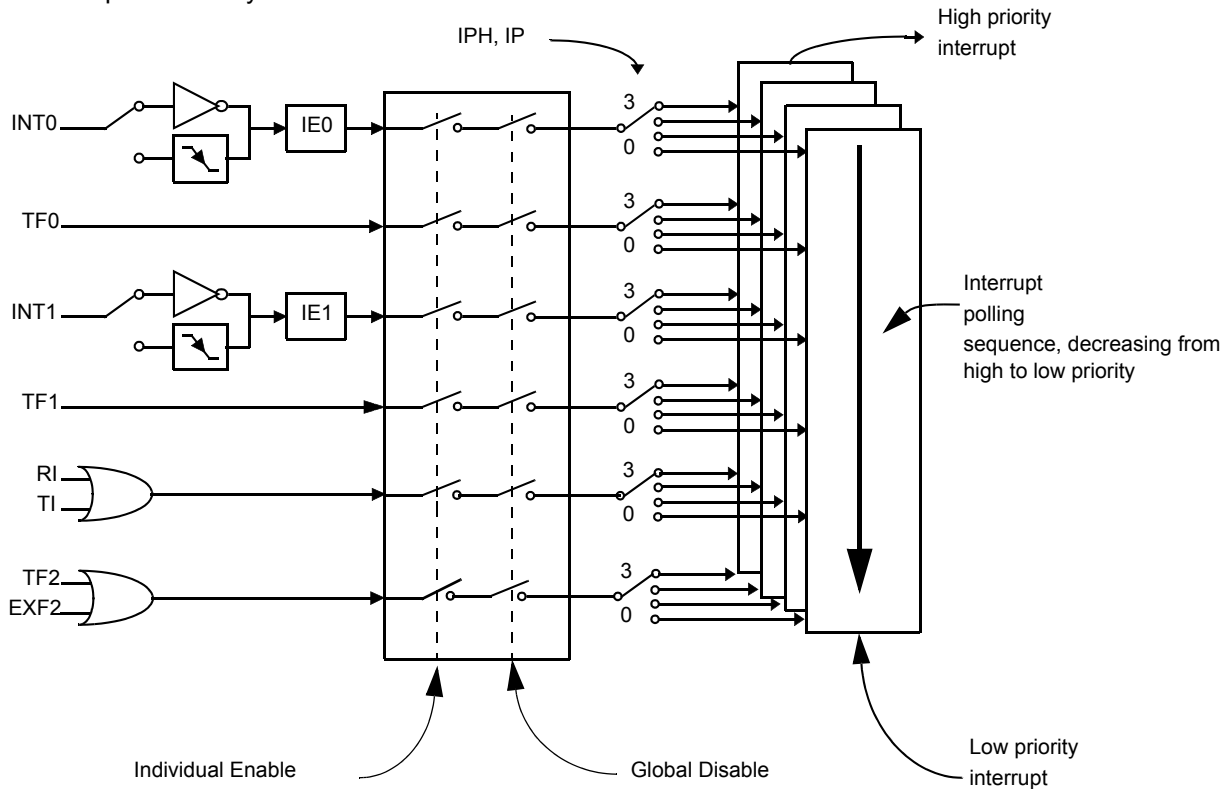 High priority
interrupt
IPH, IP
3
0
INT0
IE0
3
0
TF0
3
0
INT1
IE1
Interrupt
polling
sequence, decreasing from
high to low priority
3
0
TF1
3
0
RI
TI
3
0
TF2
EXF2
Individual Enable
Global Disable
Low priority
interrupt